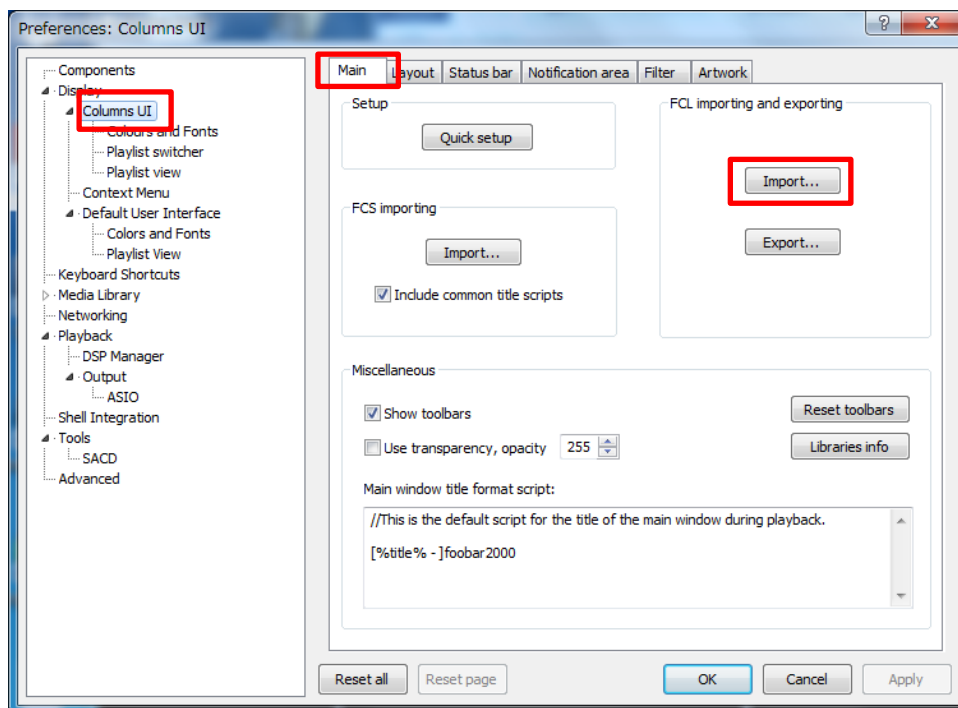 Preferences: Columns UI
Components
Display
Columns UI
Colours and Fonts
Playlist switcher
Playlist view
Context Menu
Default User Interface
Colors and Fonts
Playlist View
Keyboard Shortcuts
Media Library
Networking
Playback
DSP Manager
Output
ASIO
Shell Integration
Tools
SACD
Advanced
Main Layout Status bar Notification area Filter Artwork
Setup
Quick setup
FCL importing and exporting
Import...
Export...
FCS importing
Import...
Include common title scripts
Miscellaneous
Show toolbars
Reset toolbars
Use transparency, opacity 255
Libraries info
Main window title format script:
//This is the default script for the title of the main window during playback.
[%title% - ]foobar2000
Reset all Reset page OK Cancel Apply